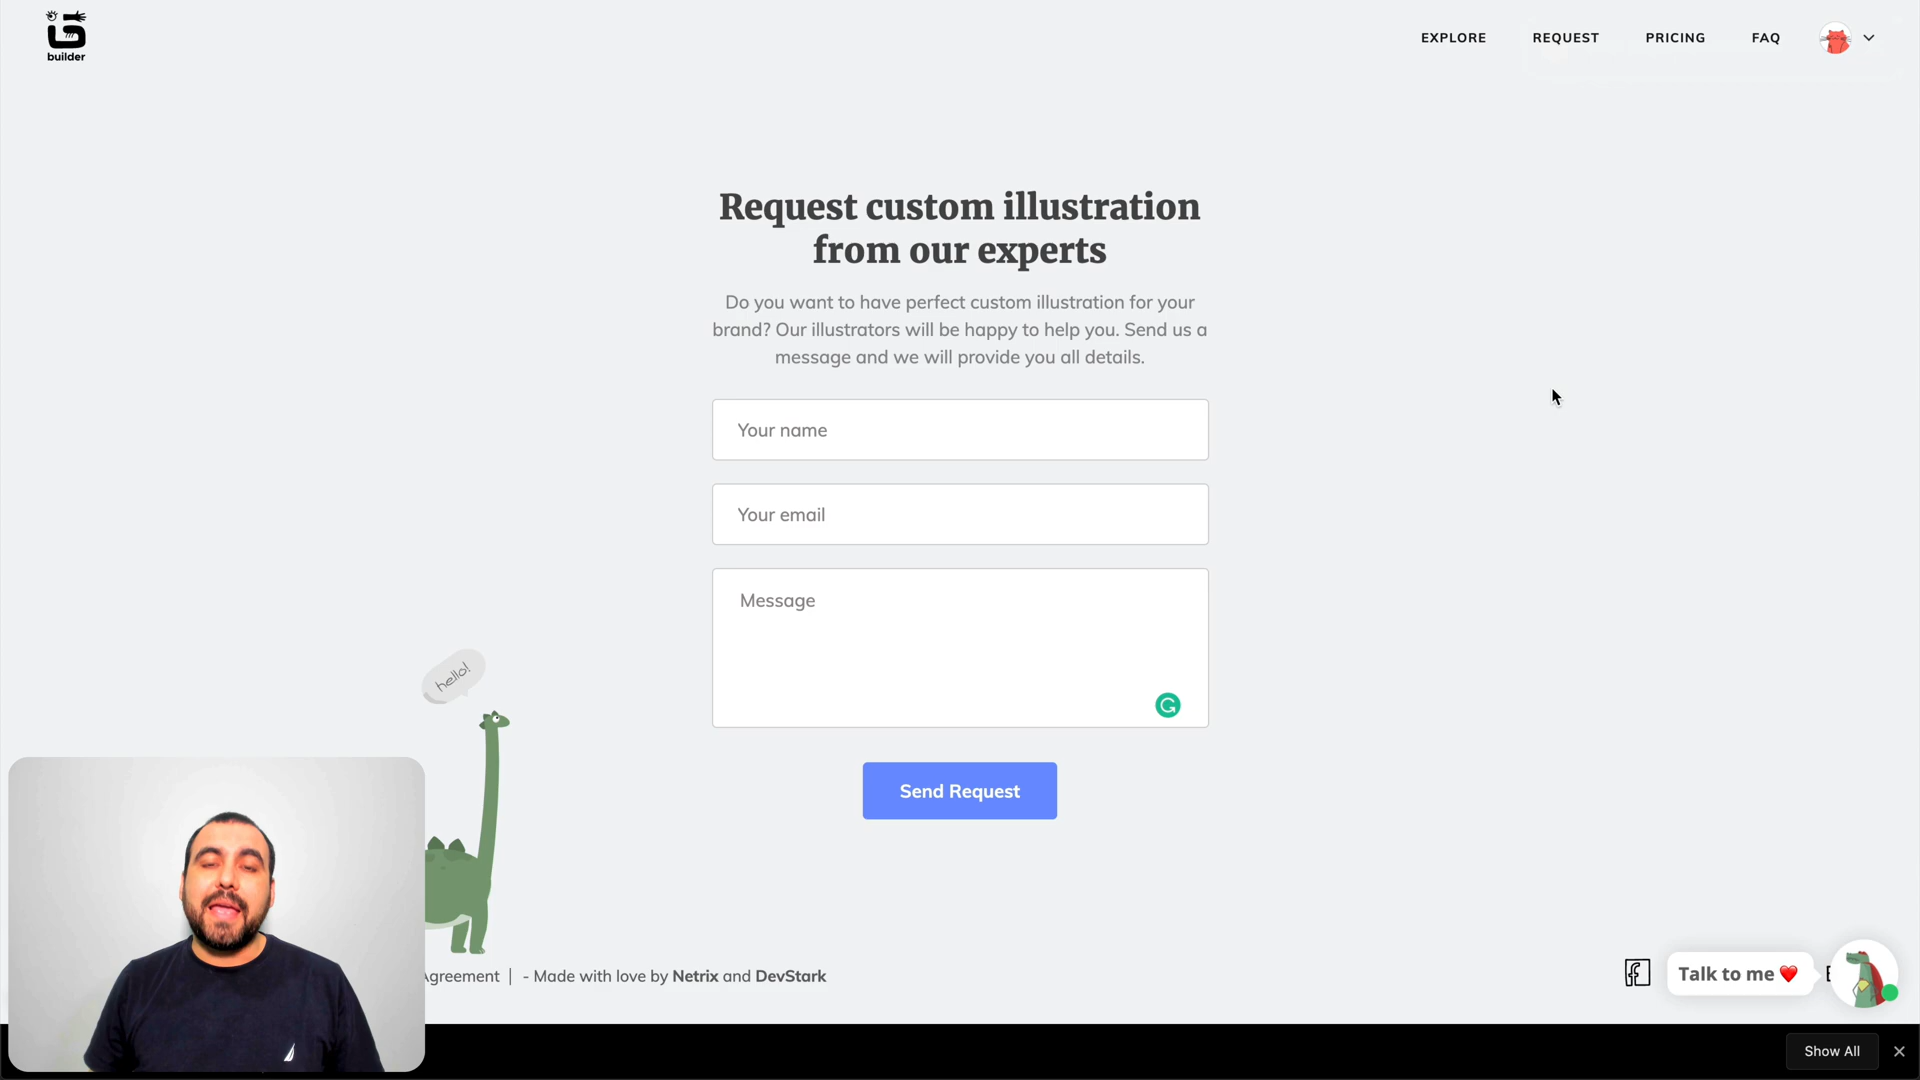 builder
EXPLORE
REQUEST
PRICING
FAQ
Request custom illustration
from our experts
Do you want to have perfect custom illustration for your
brand? Our illustrators will be happy to help you. Send us a
message and we will provide you all details.
Your name
Your email
Message
hello!
Send Request
Agreement | - Made with love by Netrix and DevStark
Talk to me ❤️
Show All